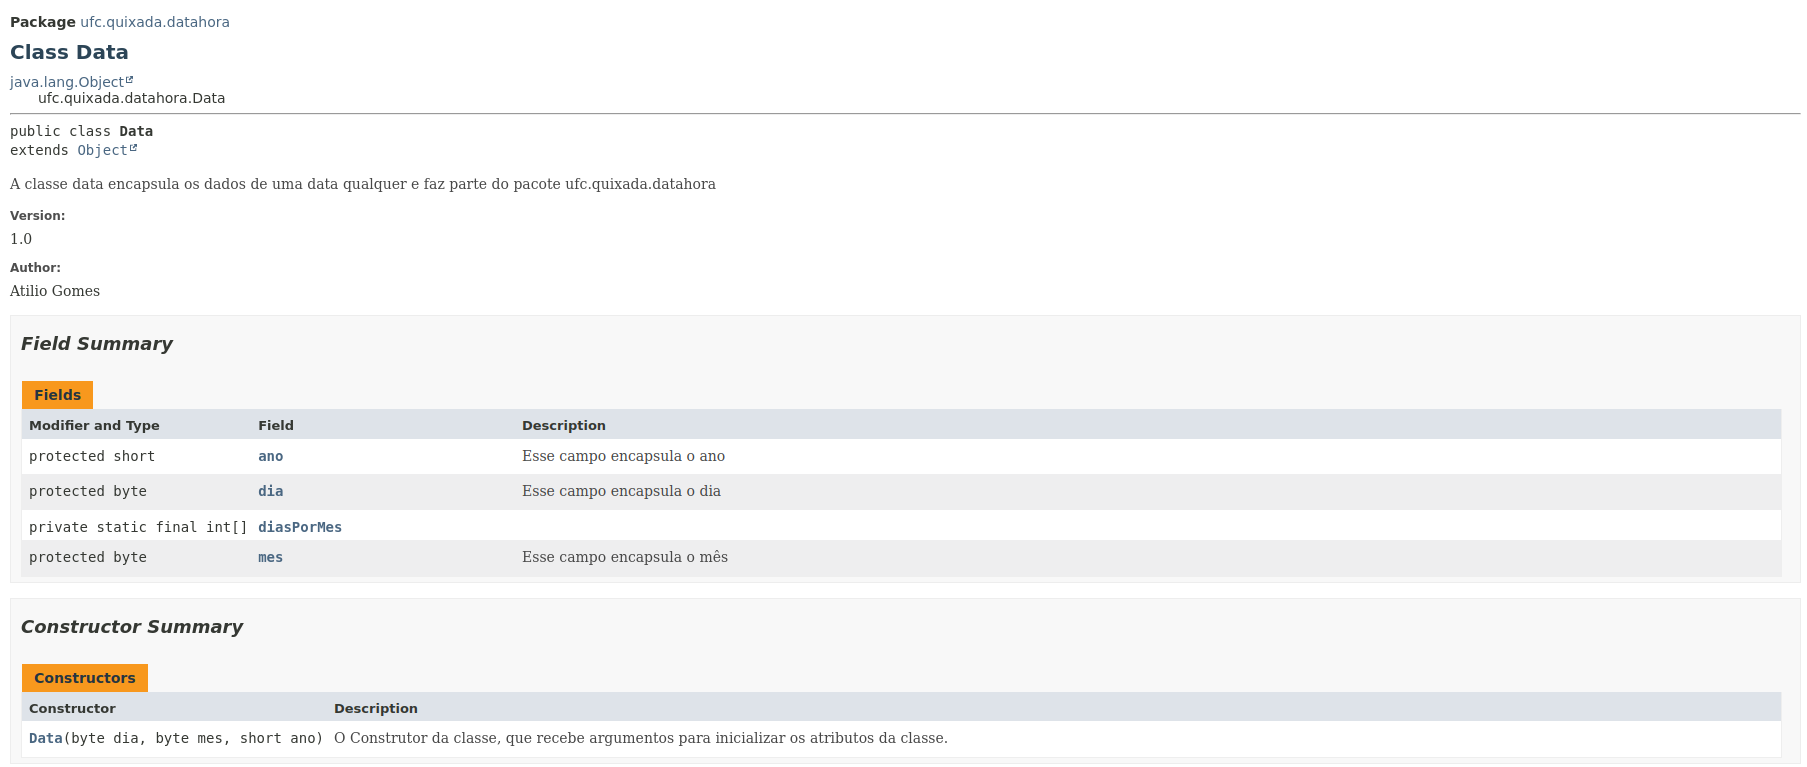 Package ufc.quixada.datahora
Class Data
java.lang.Object
ufc.quixada.datahora.Data
public class Data
extends Object
A classe data encapsula os dados de uma data qualquer e faz parte do pacote ufc.quixada.datahora
Version:
1.0
Author:
Atilio Gomes
Field Summary
Fields
Modifier and Type Field Description
protected short ano Esse campo encapsula o ano
protected byte dia Esse campo encapsula o dia
private static final int[] diasPorMes
protected byte mes Esse campo encapsula o mês
Constructor Summary
Constructors
Constructor Description
Data(byte dia, byte mes, short ano) O Construtor da classe, que recebe argumentos para inicializar os atributos da classe.